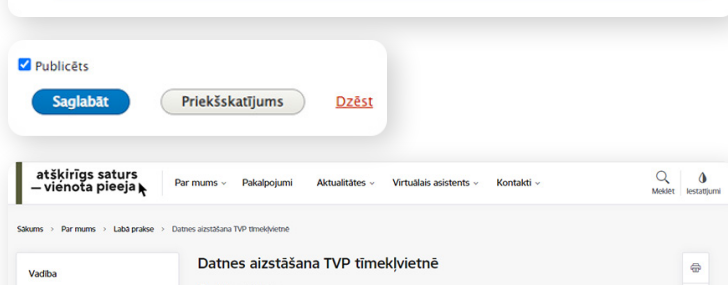 Publicēts
Saglabāt Priekšskatījums Dzēst
atšķirīgs saturs
— vienota pieeja
Par mums Pakalpojumi Aktualitātes Virtuālais asistents Kontakti
Meklēt Iestatījumi
Sākums > Par mums > Labā prakse > Datnes aizstāšana TVP tīmekļvietnē
Vadība
Datnes aizstāšana TVP tīmekļvietnē